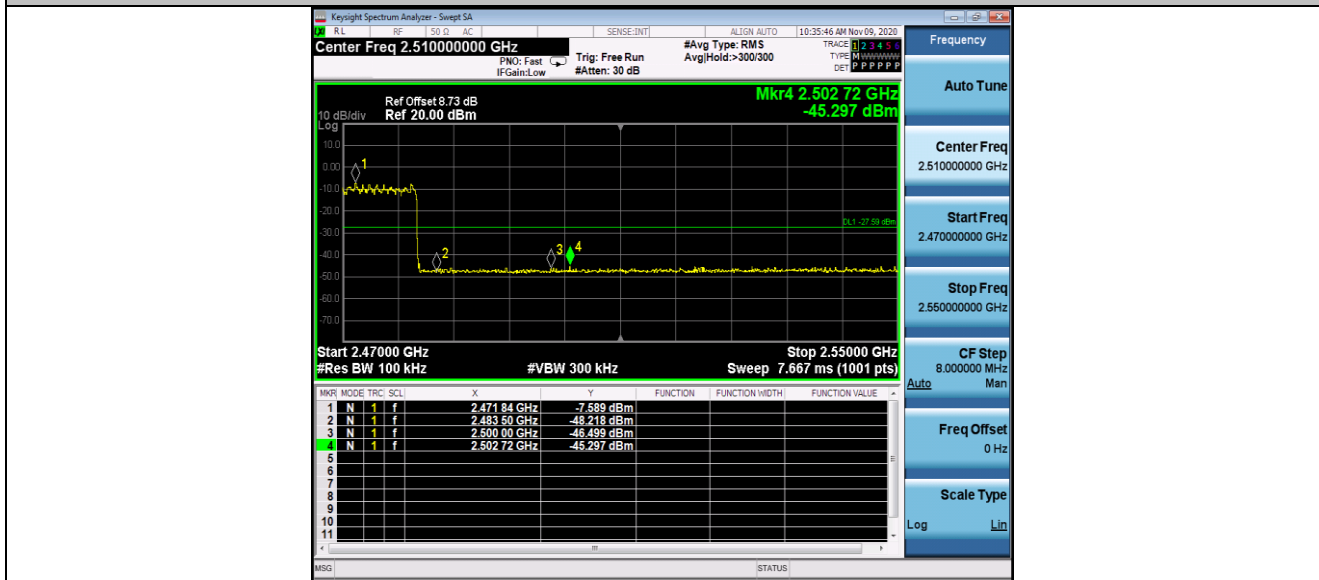 Keysight Spectrum Analyzer - Swept SA
RL RF 50 Ω AC SENSE:INT ALIGN AUTO 10:35:46 AM Nov 09, 2020
Center Freq 2.510000000 GHz
PNO: Fast
IFGain:Low
Trig: Free Run
#Atten: 30 dB
#Avg Type: RMS
Avg|Hold:>300/300
TRACE 1 2 3 4 5 6
TYPE M WWWWW
DET P P P P P P
Frequency
Auto Tune
Center Freq
2.510000000 GHz
Start Freq
2.470000000 GHz
Stop Freq
2.550000000 GHz
CF Step
8.000000 MHz
Auto Man
Freq Offset
0 Hz
Scale Type
Log Lin
Mkr4 2.502 72 GHz
-45.297 dBm
Ref Offset 8.73 dB
10 dB/div Ref 20.00 dBm
Log
10.0
0.00
-10.0
-20.0
-30.0
-40.0
-50.0
-60.0
-70.0
1
2
3
4
DL1 -27.59 dBm
Start 2.47000 GHz Stop 2.55000 GHz
#Res BW 100 kHz #VBW 300 kHz Sweep 7.667 ms (1001 pts)
MKR MODE TRC SCL X Y FUNCTION FUNCTION WIDTH FUNCTION VALUE
1 N 1 f 2.471 84 GHz -7.589 dBm
2 N 1 f 2.483 50 GHz -48.218 dBm
3 N 1 f 2.500 00 GHz -46.499 dBm
4 N 1 f 2.502 72 GHz -45.297 dBm
5
6
7
8
9
10
11
MSG STATUS